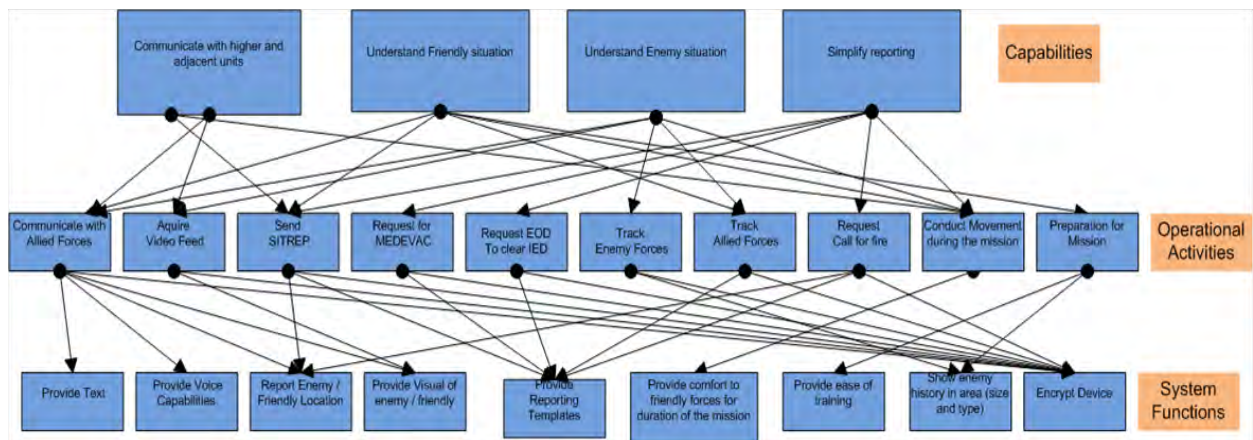 Communicate with higher and
adjacent units
Understand Friendly situation
Understand Enemy situation
Simplify reporting
Capabilities
Communicate with
Allied Forces
Aquire
Video Feed
Send
SITREP
Request for
MEDEVAC
Request EOD
To clear IED
Track
Enemy Forces
Track
Allied Forces
Request
Call for fire
Conduct Movement
during the mission
Preparation for
Mission
Operational
Activities
Provide Text
Provide Voice
Capabilities
Report Enemy /
Friendly Location
Provide Visual of
enemy / friendly
Provide
Reporting
Templates
Provide comfort to
friendly forces for
duration of the mission
Provide ease of
training
Show enemy
history in area (size
and type)
Encrypt Device
System
Functions